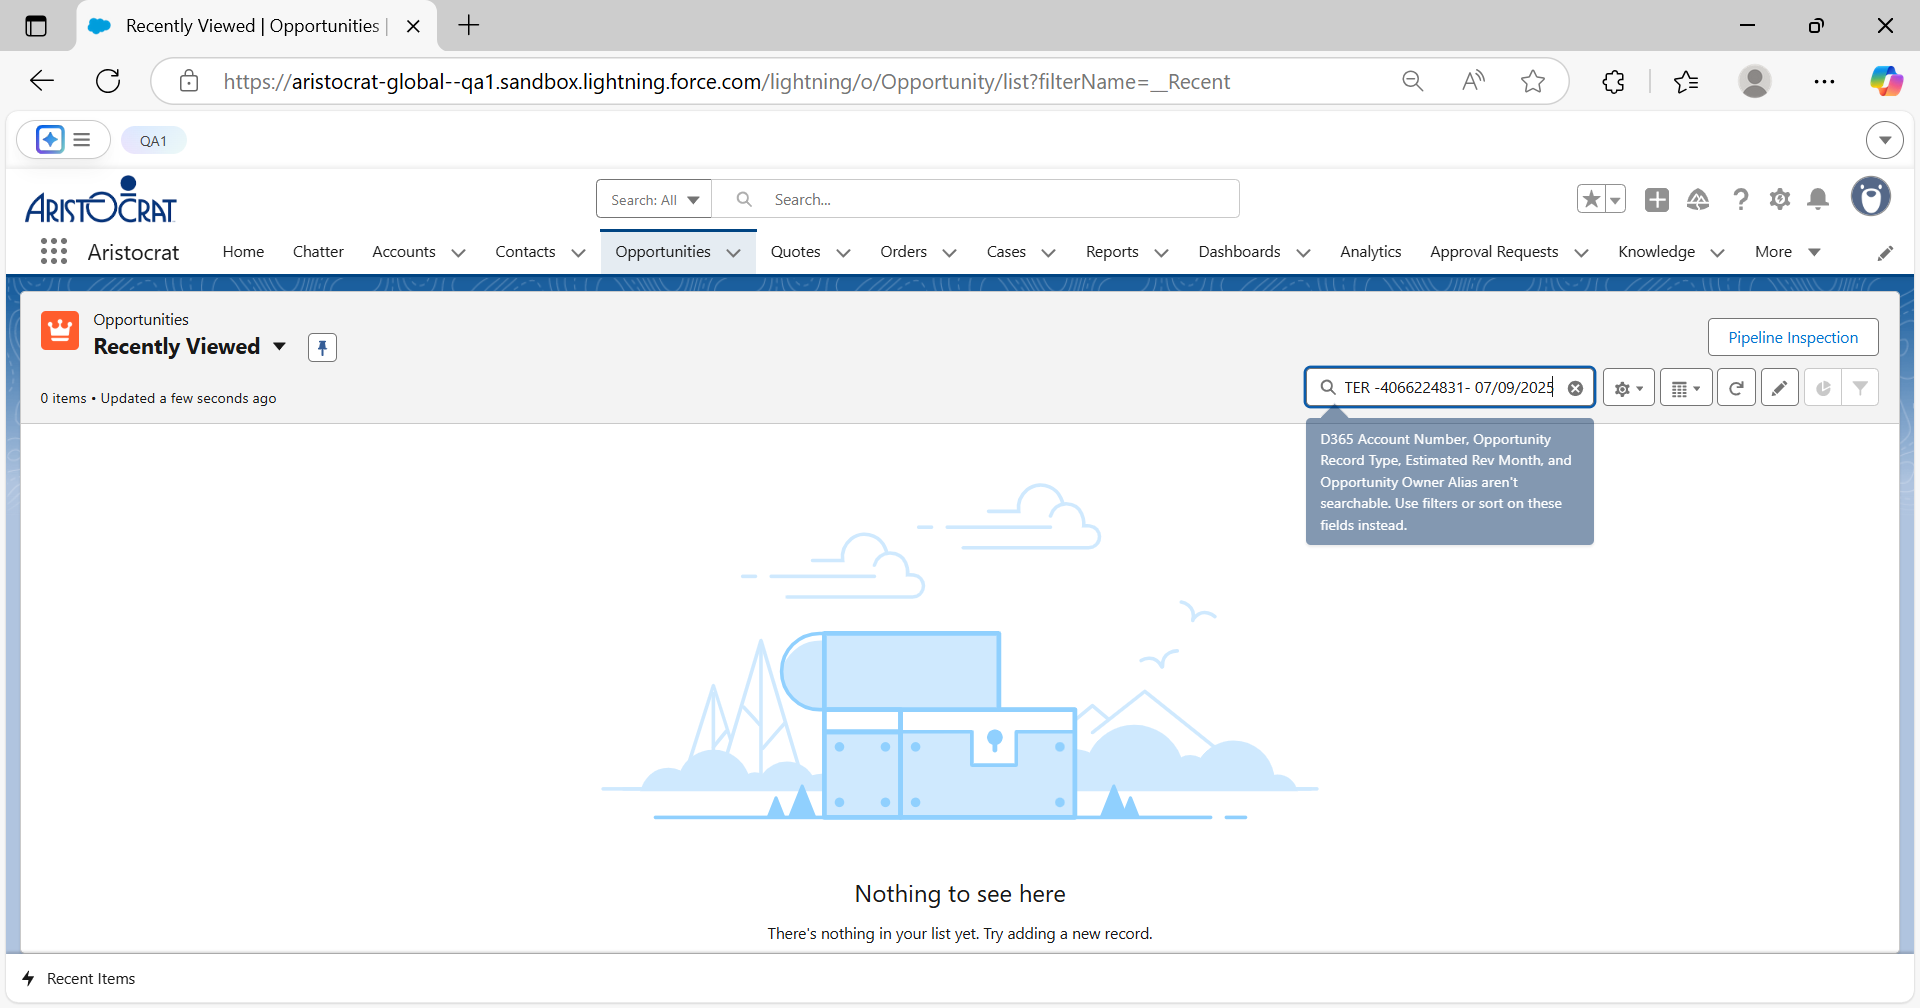 Recently Viewed | Opportunities |
https://aristocrat-global--qa1.sandbox.lightning.force.com/lightning/o/Opportunity/list?filterName=__Recent
QA1
ARISTOCRAT
Search: All
Search...
Aristocrat
Home
Chatter
Accounts
Contacts
Opportunities
Quotes
Orders
Cases
Reports
Dashboards
Analytics
Approval Requests
Knowledge
More
Opportunities
Recently Viewed
Pipeline Inspection
0 items • Updated a few seconds ago
TER -4066224831- 07/09/2025
D365 Account Number, Opportunity
Record Type, Estimated Rev Month, and
Opportunity Owner Alias aren't
searchable. Use filters or sort on these
fields instead.
Nothing to see here
There's nothing in your list yet. Try adding a new record.
Recent Items